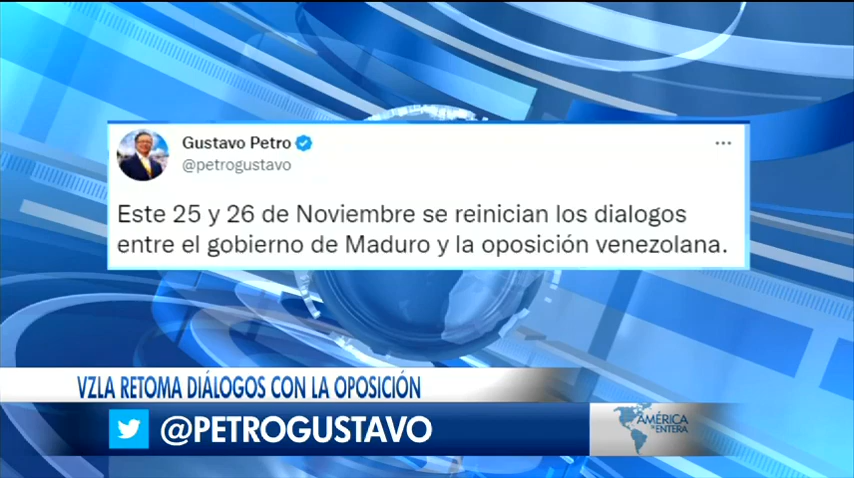 Gustavo Petro
@petrogustavo
Este 25 y 26 de Noviembre se reinician los dialogos
entre el gobierno de Maduro y la oposición venezolana.
VZLA RETOMA DIÁLOGOS CON LA OPOSICIÓN
@PETROGUSTAVO
AMÉRICA
ENTERA